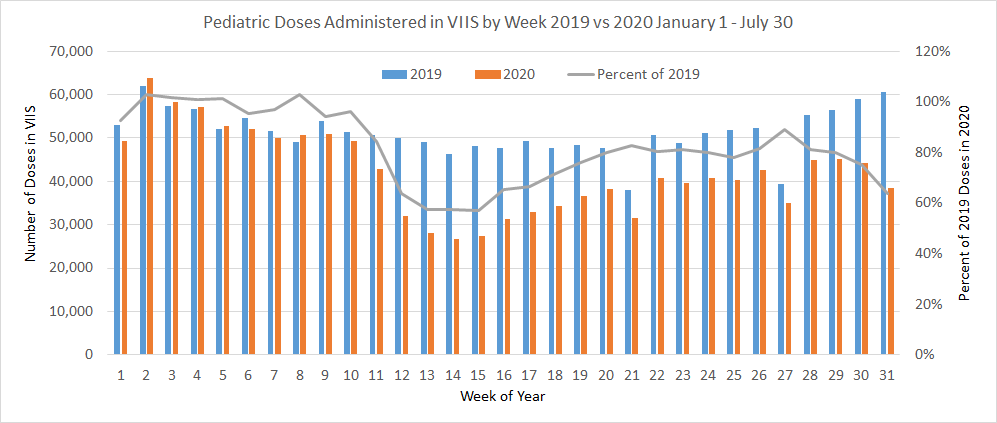 Pediatric Doses Administered in VIIS by Week 2019 vs 2020 January 1 - July 30
70,000
60,000
50,000
40,000
30,000
20,000
10,000
0
Number of Doses in VIIS
2019 2020 Percent of 2019
120%
100%
80%
60%
40%
20%
0%
Percent of 2019 Doses in 2020
1 2 3 4 5 6 7 8 9 10 11 12 13 14 15 16 17 18 19 20 21 22 23 24 25 26 27 28 29 30 31
Week of Year